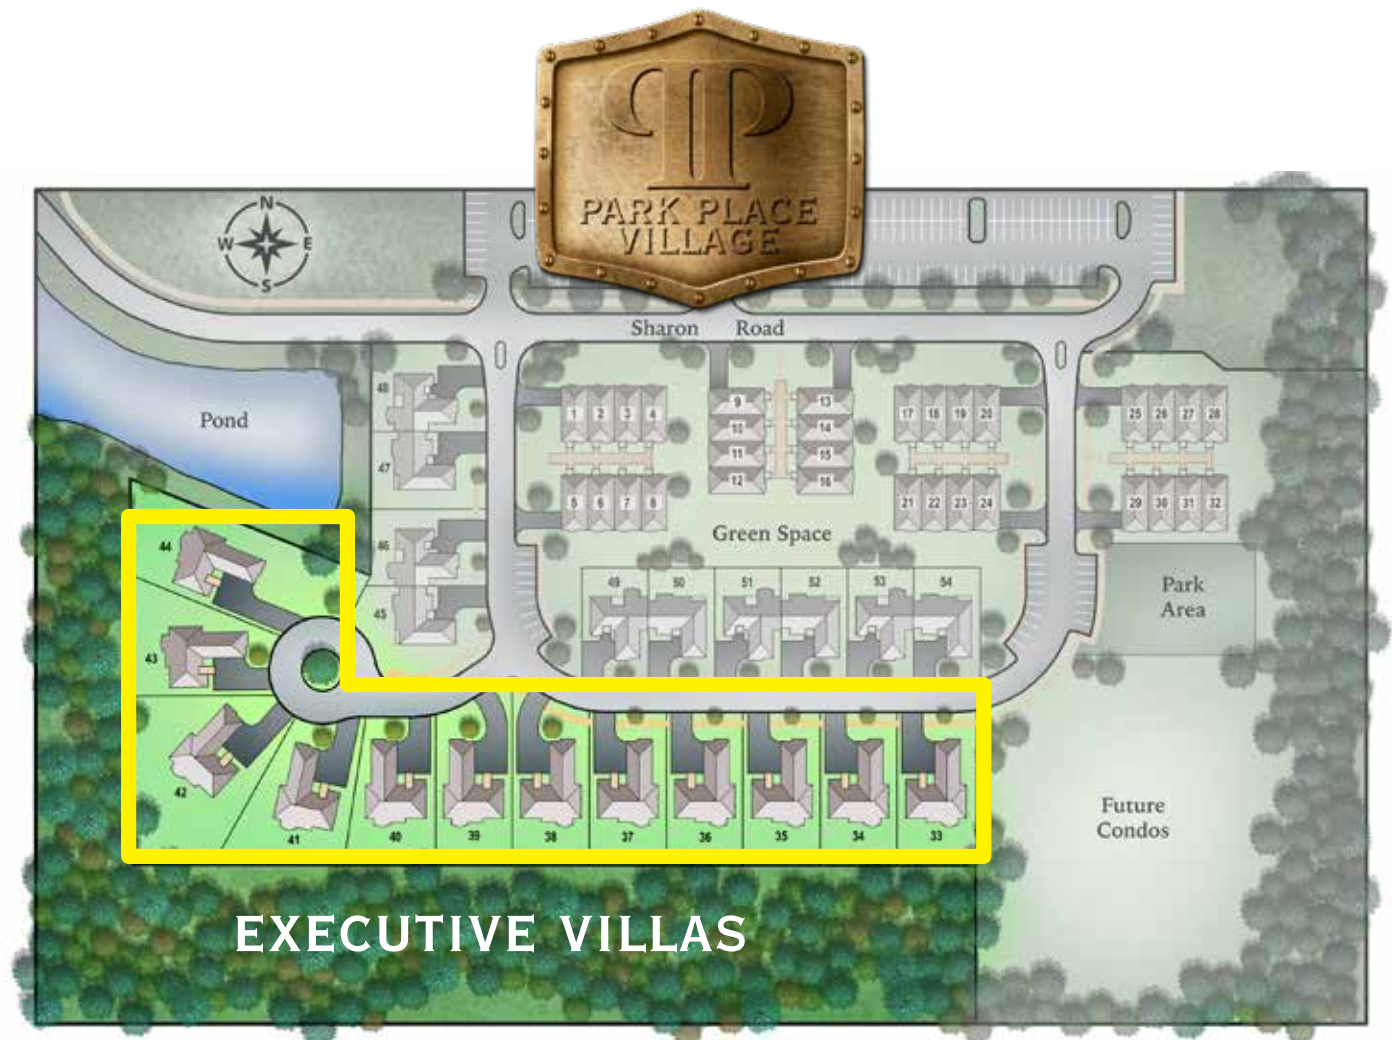 PP
PARK PLACE
VILLAGE
N
W E
S
Sharon Road
Pond
48
47
46
45
1 2 3 4
5 6 7 8
9
10
11
12
13
14
15
16
17 18 19 20
21 22 23 24
25 26 27 28
29 30 31 32
Green Space
49 50 51 52 53 54
Park
Area
44
43
42
41 40 39 38 37 36 35 34 33
Future
Condos
EXECUTIVE VILLAS